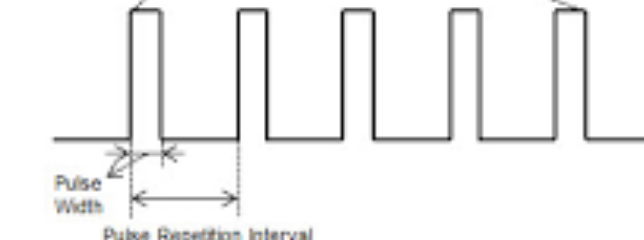 Pulse
Width
Pulse Repetition Interval